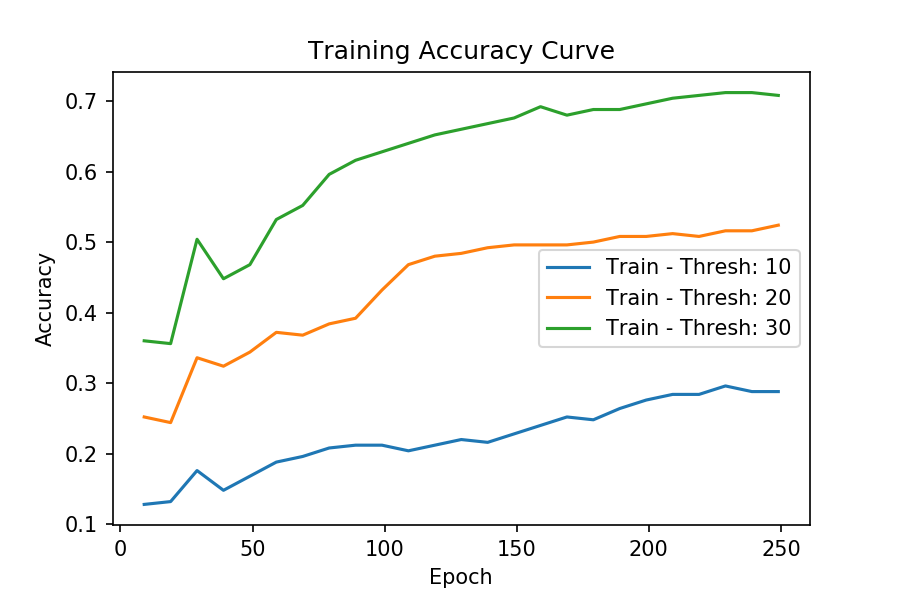 Training Accuracy Curve
Accuracy
0.7
0.6
0.5
0.4
0.3
0.2
0.1
Train - Thresh: 10
Train - Thresh: 20
Train - Thresh: 30
0 50 100 150 200 250
Epoch